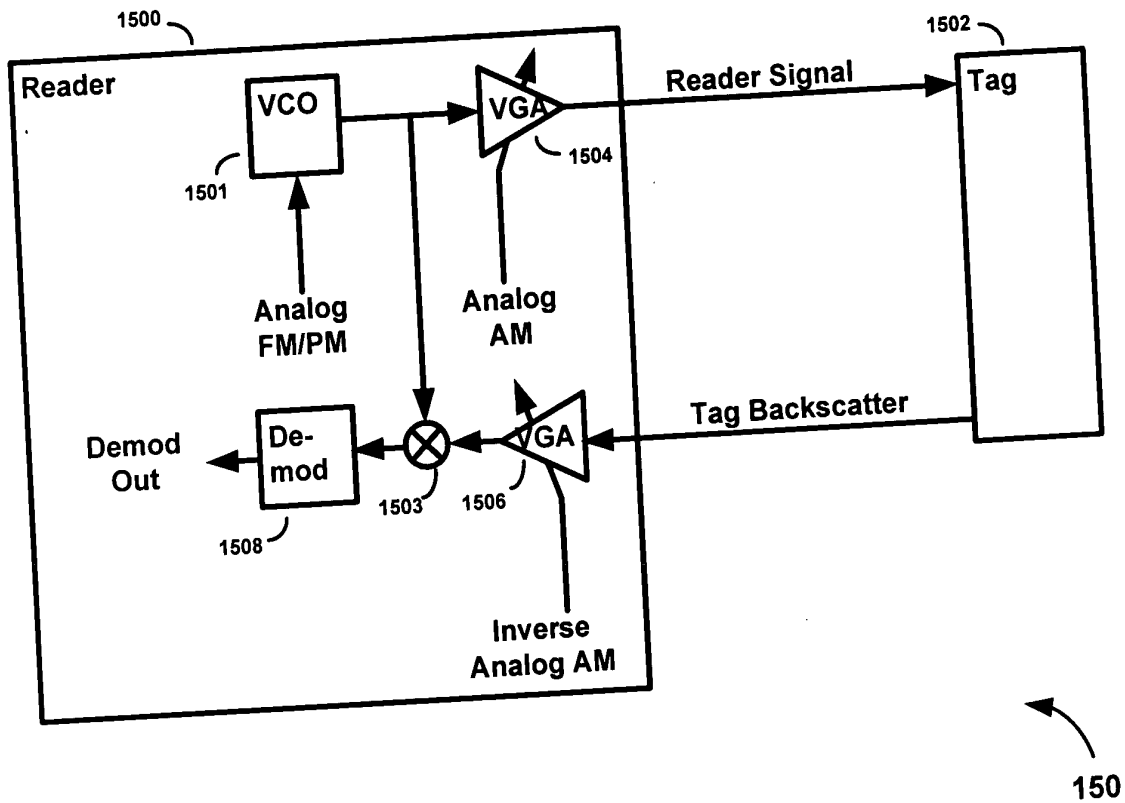 1500
1502
Reader
VCO
VGA
Reader Signal
Tag
1504
1501
Analog
FM/PM
Analog
AM
Tag Backscatter
Demod
Out
De-
mod
VGA
1503
1506
1508
Inverse
Analog AM
150